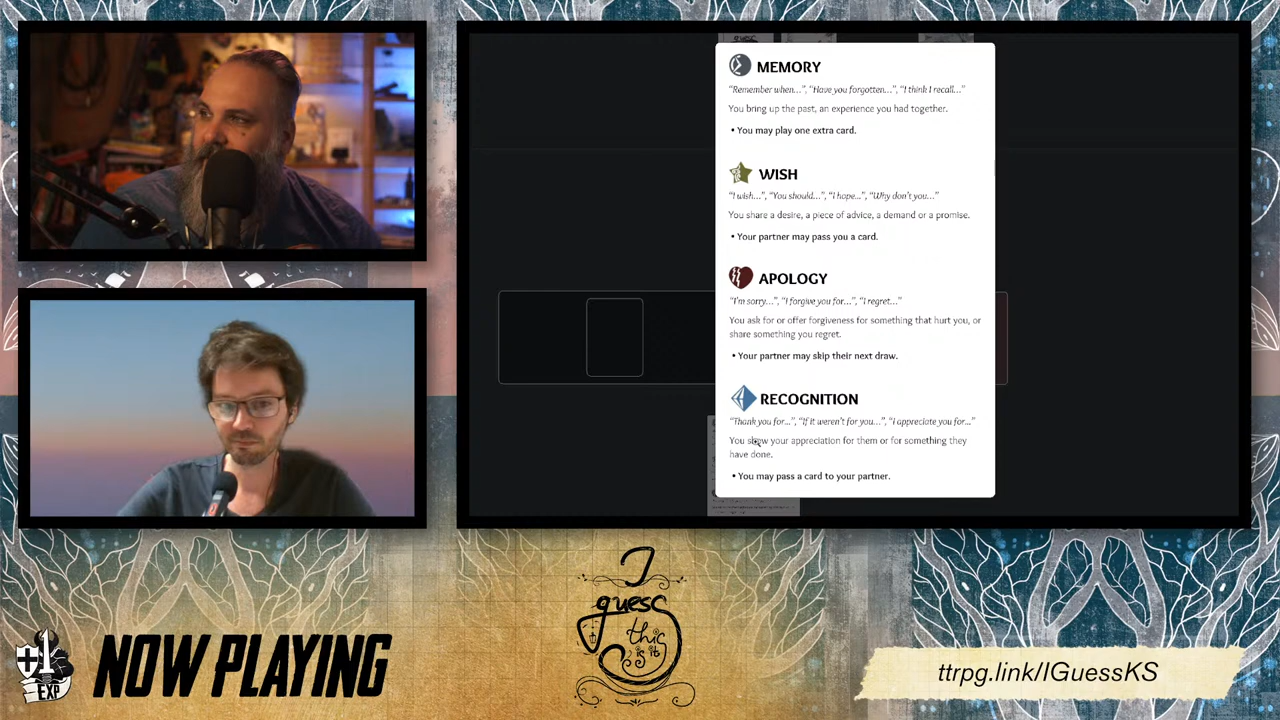 MEMORY
"Remember when...", "Have you forgotten...", "I think I recall..."
You bring up the past, an experience you had together.
• You may play one extra card.
WISH
"I wish...", "You should...", "I hope...", "Why don't you..."
You share a desire, a piece of advice, a demand or a promise.
• Your partner may pass you a card.
APOLOGY
"I'm sorry...", "I forgive you for...", "I regret..."
You ask for or offer forgiveness for something that hurt you, or
share something you regret.
• Your partner may skip their next draw.
RECOGNITION
"Thank you for...", "If it weren't for you...", "I appreciate you for..."
You show your appreciation for them or for something they
have done.
• You may pass a card to your partner.
I
guess
this
is it
+1
EXP
NOW PLAYING
ttrpg.link/IGuessKS